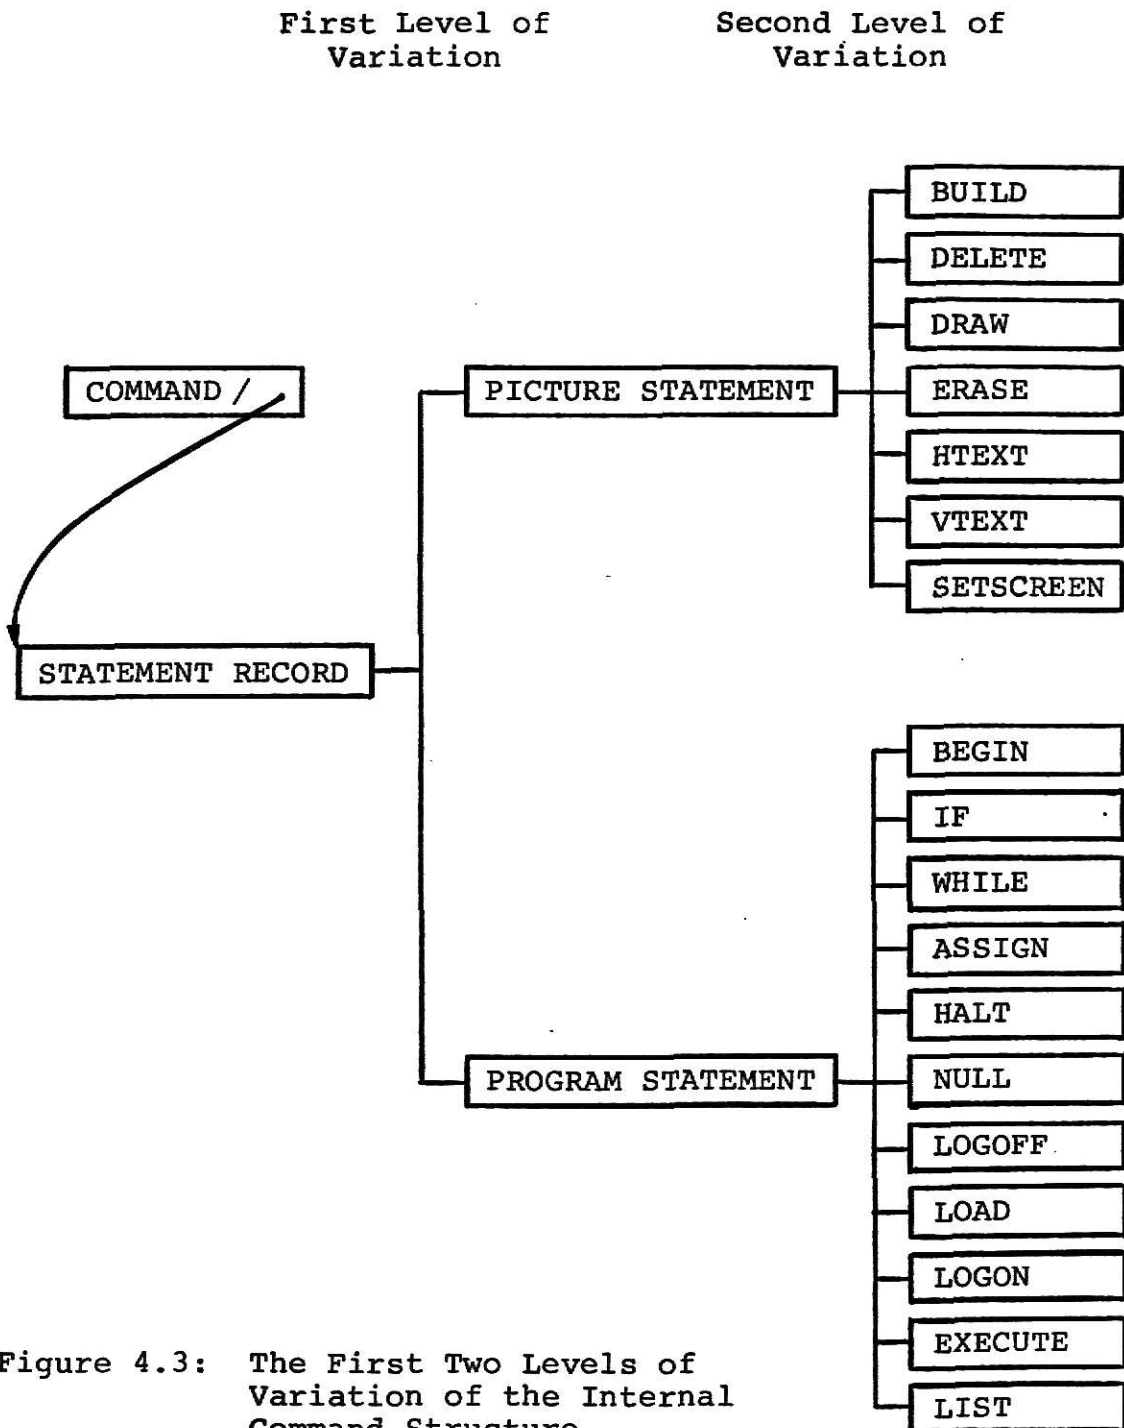 First Level of
Variation
Second Level of
Variation
BUILD
DELETE
DRAW
COMMAND /
PICTURE STATEMENT
ERASE
HTEXT
VTEXT
SETSCREEN
STATEMENT RECORD
BEGIN
IF
WHILE
ASSIGN
HALT
PROGRAM STATEMENT
NULL
LOGOFF
LOAD
LOGON
EXECUTE
LIST
Figure 4.3: The First Two Levels of
Variation of the Internal
Command Structure